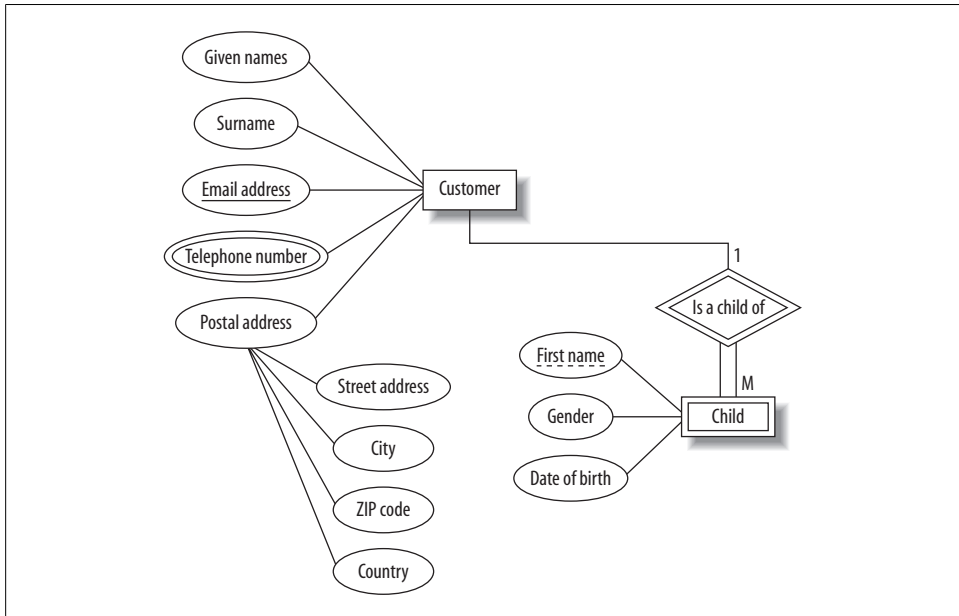 Given names
Surname
Email address
Customer
Telephone number
1
Is a child of
Postal address
First name
Street address
M
Gender
Child
City
Date of birth
ZIP code
Country